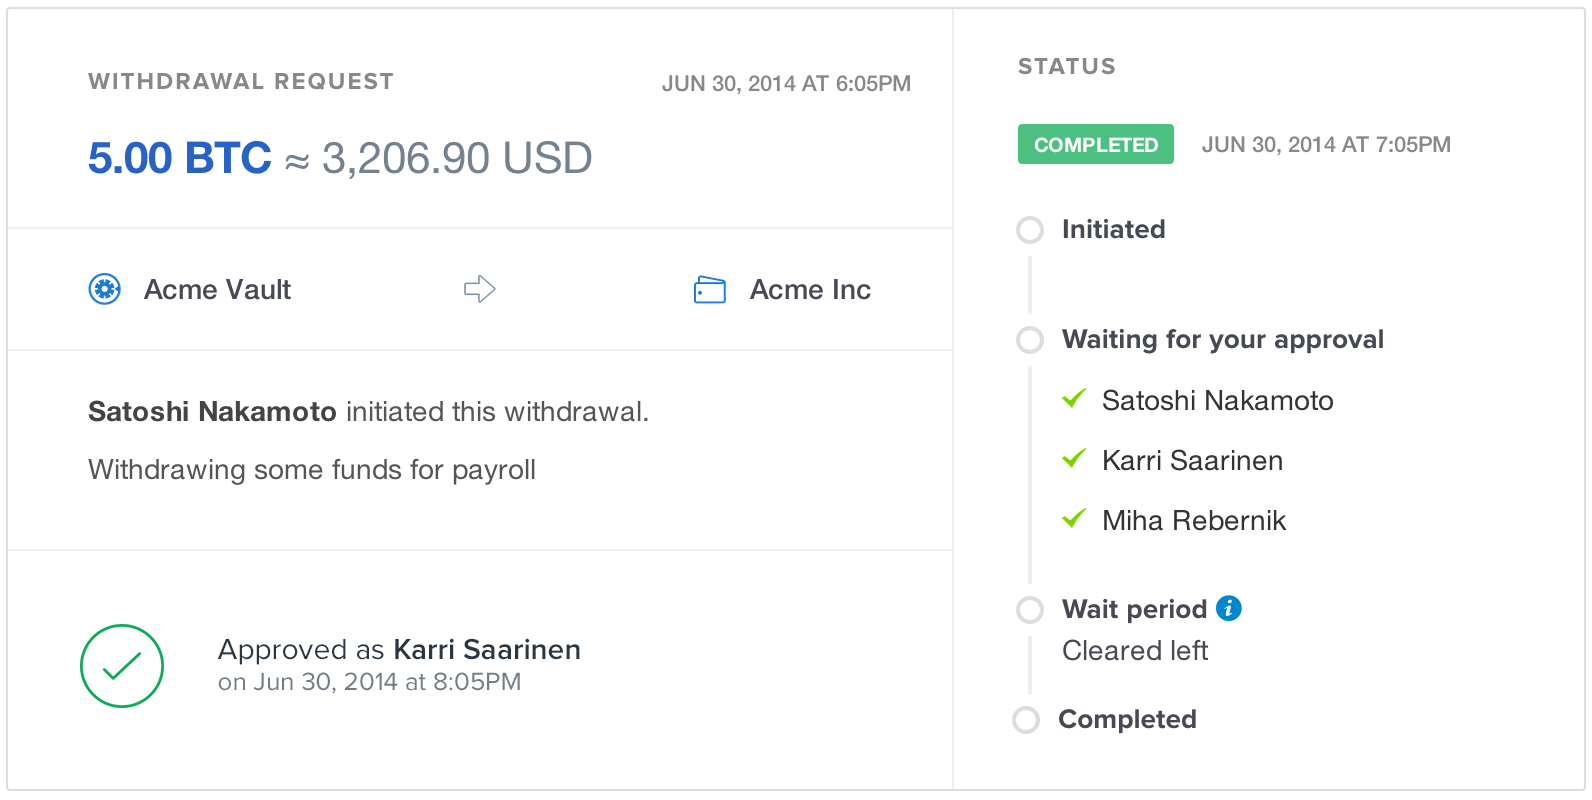 WITHDRAWAL REQUEST
JUN 30, 2014 AT 6:05PM
5.00 BTC ≈ 3,206.90 USD
Acme Vault
Acme Inc
Satoshi Nakamoto initiated this withdrawal.
Withdrawing some funds for payroll
Approved as Karri Saarinen
on Jun 30, 2014 at 8:05PM
STATUS
COMPLETED
JUN 30, 2014 AT 7:05PM
Initiated
Waiting for your approval
Satoshi Nakamoto
Karri Saarinen
Miha Rebernik
Wait period i
Cleared left
Completed